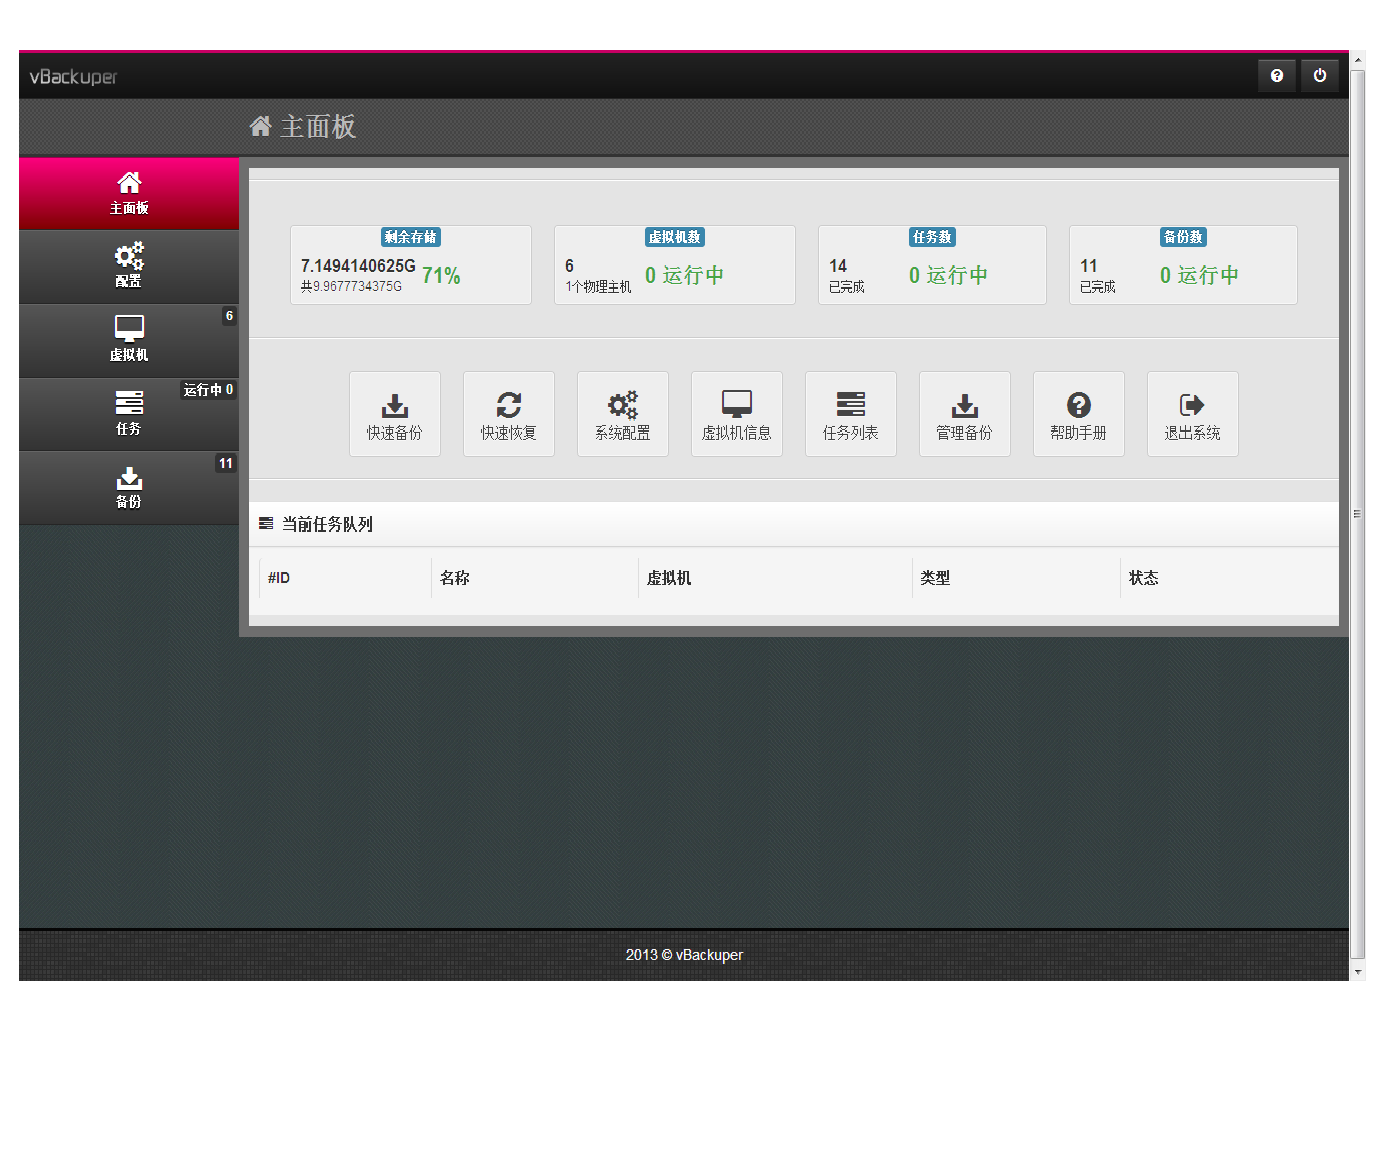 vBackuper
主面板
主面板
配置
6
虚拟机
运行中 0
任务
11
备份
剩余存储
7.1494140625G
71%
共9.9677734375G
虚拟机数
6
0 运行中
1个物理主机
任务数
14
0 运行中
已完成
备份数
11
0 运行中
已完成
快速备份
快速恢复
系统配置
虚拟机信息
任务列表
管理备份
帮助手册
退出系统
当前任务队列
#ID 名称 虚拟机 类型 状态
2013 © vBackuper